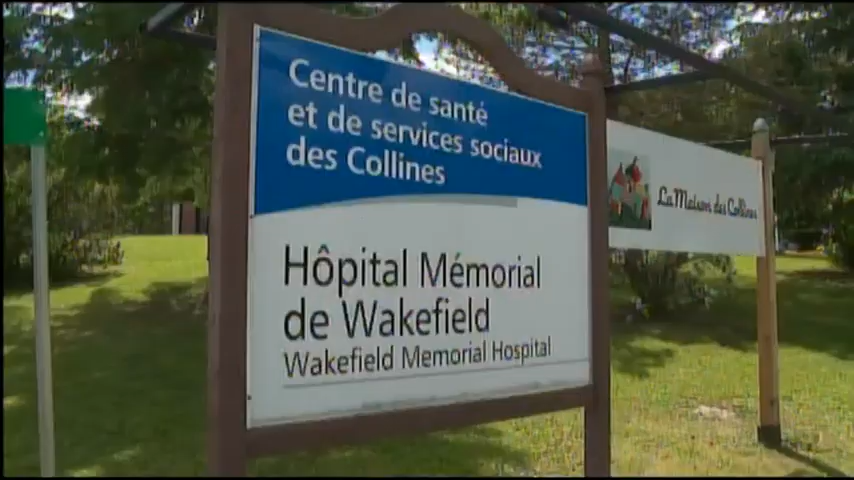 Centre de santé
et de services sociaux
des Collines
Hôpital Mémorial
de Wakefield
Wakefield Memorial Hospital
La Maison des Collines